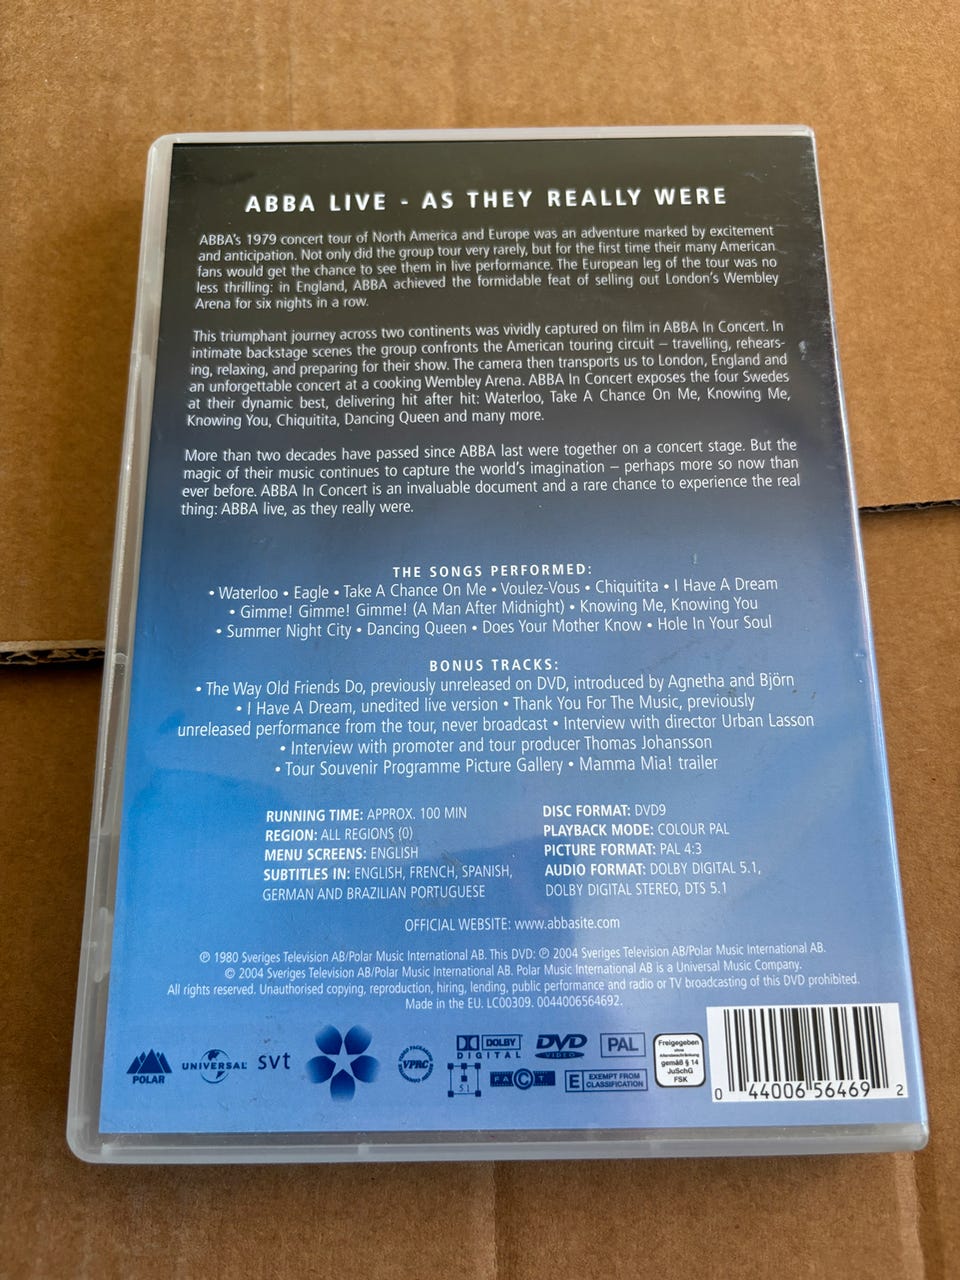 ABBA LIVE - AS THEY REALLY WERE
ABBA's 1979 concert tour of North America and Europe was an adventure marked by excitement
and anticipation. Not only did the group tour very rarely, but for the first time their many American
fans would get the chance to see them in live performance. The European leg of the tour was no
less thrilling: in England, ABBA achieved the formidable feat of selling out London's Wembley
Arena for six nights in a row.
This triumphant journey across two continents was vividly captured on film in ABBA In Concert. In
intimate backstage scenes the group confronts the American touring circuit – travelling, rehears-
ing, relaxing, and preparing for their show. The camera then transports us to London, England and
an unforgettable concert at a cooking Wembley Arena. ABBA In Concert exposes the four Swedes
at their dynamic best, delivering hit after hit: Waterloo, Take A Chance On Me, Knowing Me,
Knowing You, Chiquitita, Dancing Queen and many more.
More than two decades have passed since ABBA last were together on a concert stage. But the
magic of their music continues to capture the world's imagination – perhaps more so now than
ever before. ABBA In Concert is an invaluable document and a rare chance to experience the real
thing: ABBA live, as they really were.
THE SONGS PERFORMED:
• Waterloo • Eagle • Take A Chance On Me • Voulez-Vous • Chiquitita • I Have A Dream
• Gimme! Gimme! Gimme! (A Man After Midnight) • Knowing Me, Knowing You
• Summer Night City • Dancing Queen • Does Your Mother Know • Hole In Your Soul
BONUS TRACKS:
• The Way Old Friends Do, previously unreleased on DVD, introduced by Agnetha and Björn
• I Have A Dream, unedited live version • Thank You For The Music, previously
unreleased performance from the tour, never broadcast • Interview with director Urban Lasson
• Interview with promoter and tour producer Thomas Johansson
• Tour Souvenir Programme Picture Gallery • Mamma Mia! trailer
RUNNING TIME: APPROX. 100 MIN
REGION: ALL REGIONS (0)
MENU SCREENS: ENGLISH
SUBTITLES IN: ENGLISH, FRENCH, SPANISH,
GERMAN AND BRAZILIAN PORTUGUESE
DISC FORMAT: DVD9
PLAYBACK MODE: COLOUR PAL
PICTURE FORMAT: PAL 4:3
AUDIO FORMAT: DOLBY DIGITAL 5.1,
DOLBY DIGITAL STEREO, DTS 5.1
OFFICIAL WEBSITE: www.abbasite.com
℗ 1980 Sveriges Television AB/Polar Music International AB. This DVD: ℗ 2004 Sveriges Television AB/Polar Music International AB.
© 2004 Sveriges Television AB/Polar Music International AB. Polar Music International AB is a Universal Music Company.
All rights reserved. Unauthorised copying, reproduction, hiring, lending, public performance and radio or TV broadcasting of this DVD prohibited.
Made in the EU. LC00309. 0044006564692.
POLAR
UNIVERSAL
svt
VPRC
DOLBY
DIGITAL
5.1
DVD
VIDEO
FACT
PAL
E EXEMPT FROM
CLASSIFICATION
Freigegeben
ohne
Altersbeschränkung
gemäß § 14
JuSchG
FSK
0 44006 56469 2